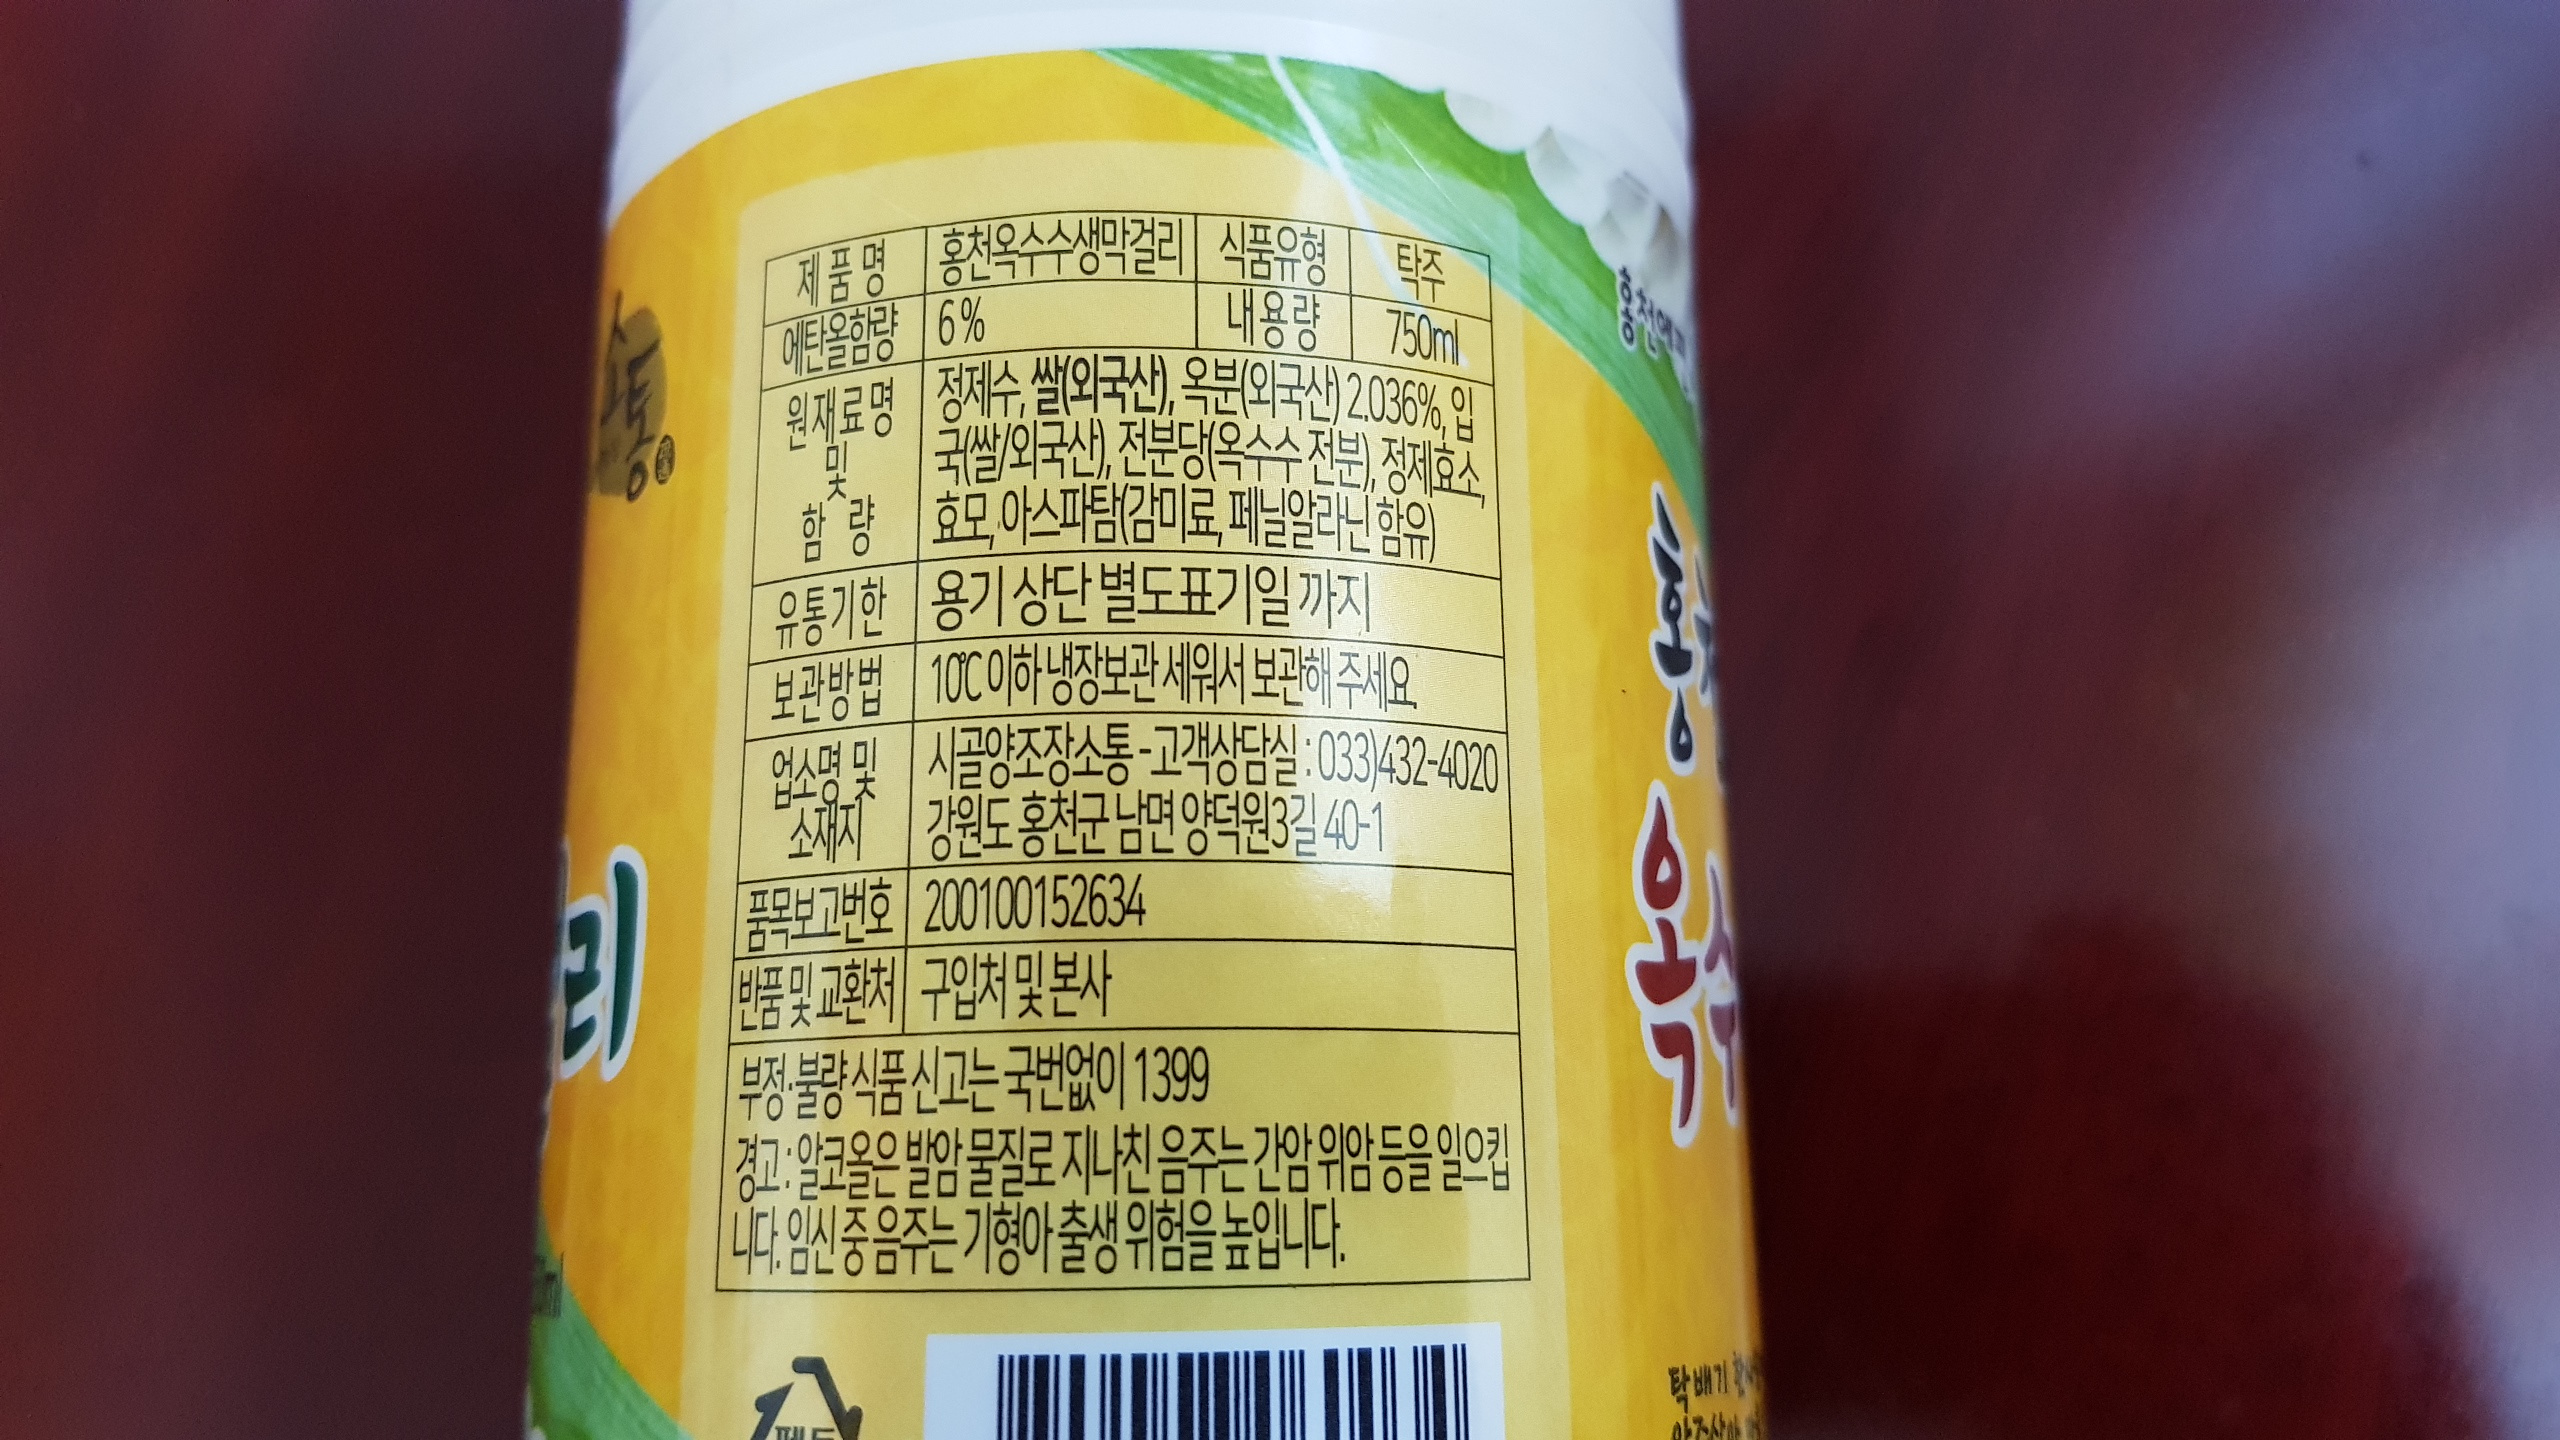 제품명 홍천옥수수생막걸리 식품유형 탁주
에탄올함량 6% 내용량 750ml
원재료명 및 함량
정제수, 쌀(외국산), 옥분(외국산) 2.036%, 입
국(쌀/외국산), 전분당(옥수수 전분), 정제효소,
효모, 아스파탐(감미료, 페닐알라닌 함유)
유통기한 용기 상단 별도표기일 까지
보관방법 10℃ 이하 냉장보관 세워서 보관해 주세요
업소명 및 소재지
시골양조장소통 - 고객상담실 : 033)432-4020
강원도 홍천군 남면 양덕원3길 40-1
품목보고번호 200100152634
반품 및 교환처 구입처 및 본사
부정·불량 식품 신고는 국번없이 1399
경고 : 알코올은 발암 물질로 지나친 음주는 간암 위암 등을 일으킵
니다. 임신 중 음주는 기형아 출생 위험을 높입니다.
소통
리
옥수
탁배기